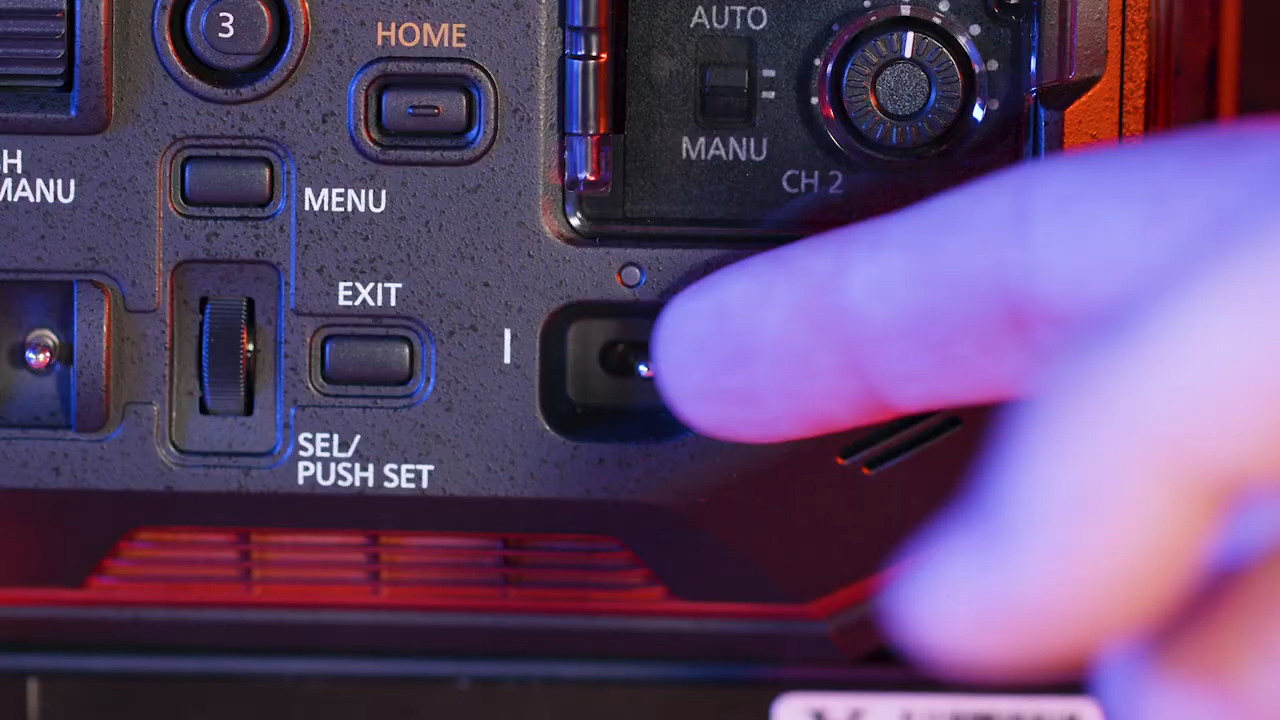 3
HOME
AUTO
MANU
CH 2
H
MANU
MENU
EXIT
I
SEL/
PUSH SET